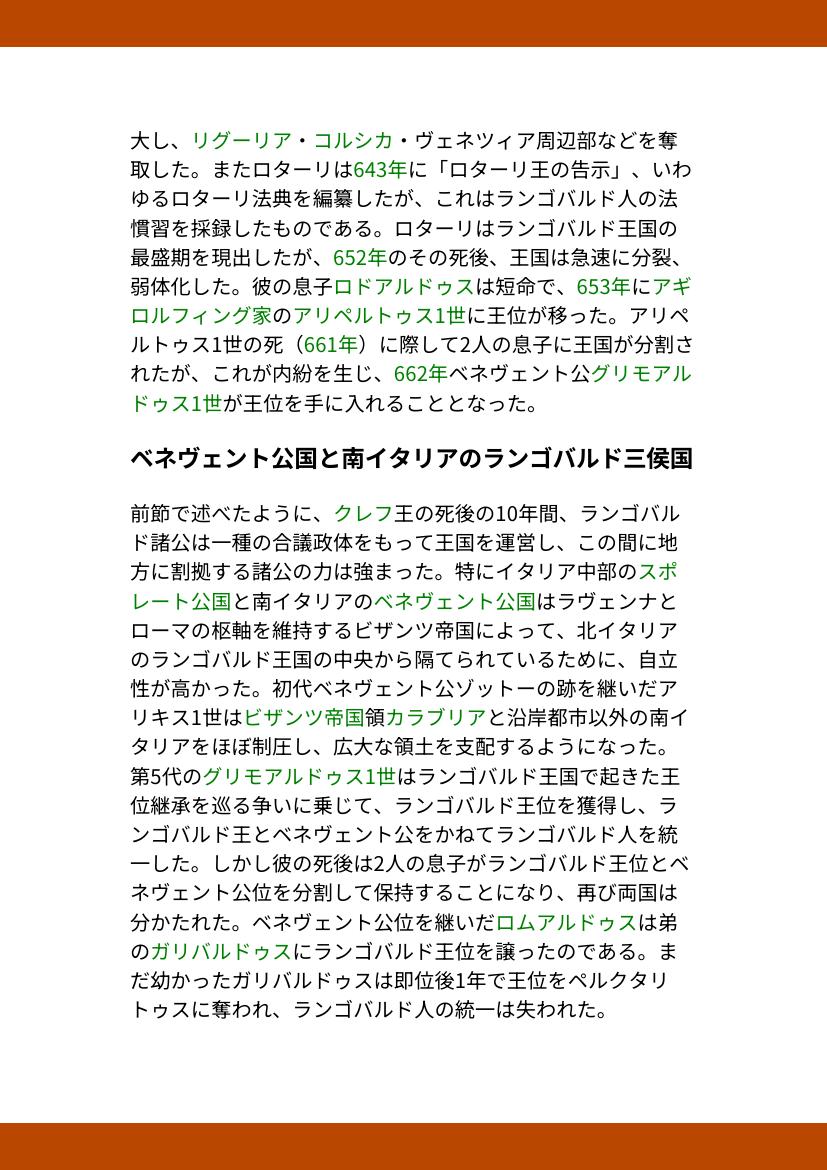 大し、リグーリア・コルシカ・ヴェネツィア周辺部などを奪
取した。またロターリは643年に「ロターリ王の告示」、いわ
ゆるロターリ法典を編纂したが、これはランゴバルド人の法
慣習を採録したものである。ロターリはランゴバルド王国の
最盛期を現出したが、652年のその死後、王国は急速に分裂、
弱体化した。彼の息子ロドアルドゥスは短命で、653年にアギ
ロルフィング家のアリペルトゥス1世に王位が移った。アリペ
ルトゥス1世の死（661年）に際して2人の息子に王国が分割さ
れたが、これが内紛を生じ、662年ベネヴェント公グリモアル
ドゥス1世が王位を手に入れることとなった。
ベネヴェント公国と南イタリアのランゴバルド三侯国
前節で述べたように、クレフ王の死後の10年間、ランゴバル
ド諸公は一種の合議政体をもって王国を運営し、この間に地
方に割拠する諸公の力は強まった。特にイタリア中部のスポ
レート公国と南イタリアのベネヴェント公国はラヴェンナと
ローマの枢軸を維持するビザンツ帝国によって、北イタリア
のランゴバルド王国の中央から隔てられているために、自立
性が高かった。初代ベネヴェント公ゾットーの跡を継いだア
リキス1世はビザンツ帝国領カラブリアと沿岸都市以外の南イ
タリアをほぼ制圧し、広大な領土を支配するようになった。
第5代のグリモアルドゥス1世はランゴバルド王国で起きた王
位継承を巡る争いに乗じて、ランゴバルド王位を獲得し、ラ
ンゴバルド王とベネヴェント公をかねてランゴバルド人を統
一した。しかし彼の死後は2人の息子がランゴバルド王位とベ
ネヴェント公位を分割して保持することになり、再び両国は
分かたれた。ベネヴェント公位を継いだロムアルドゥスは弟
のガリバルドゥスにランゴバルド王位を譲ったのである。ま
だ幼かったガリバルドゥスは即位後1年で王位をペルクタリ
トゥスに奪われ、ランゴバルド人の統一は失われた。